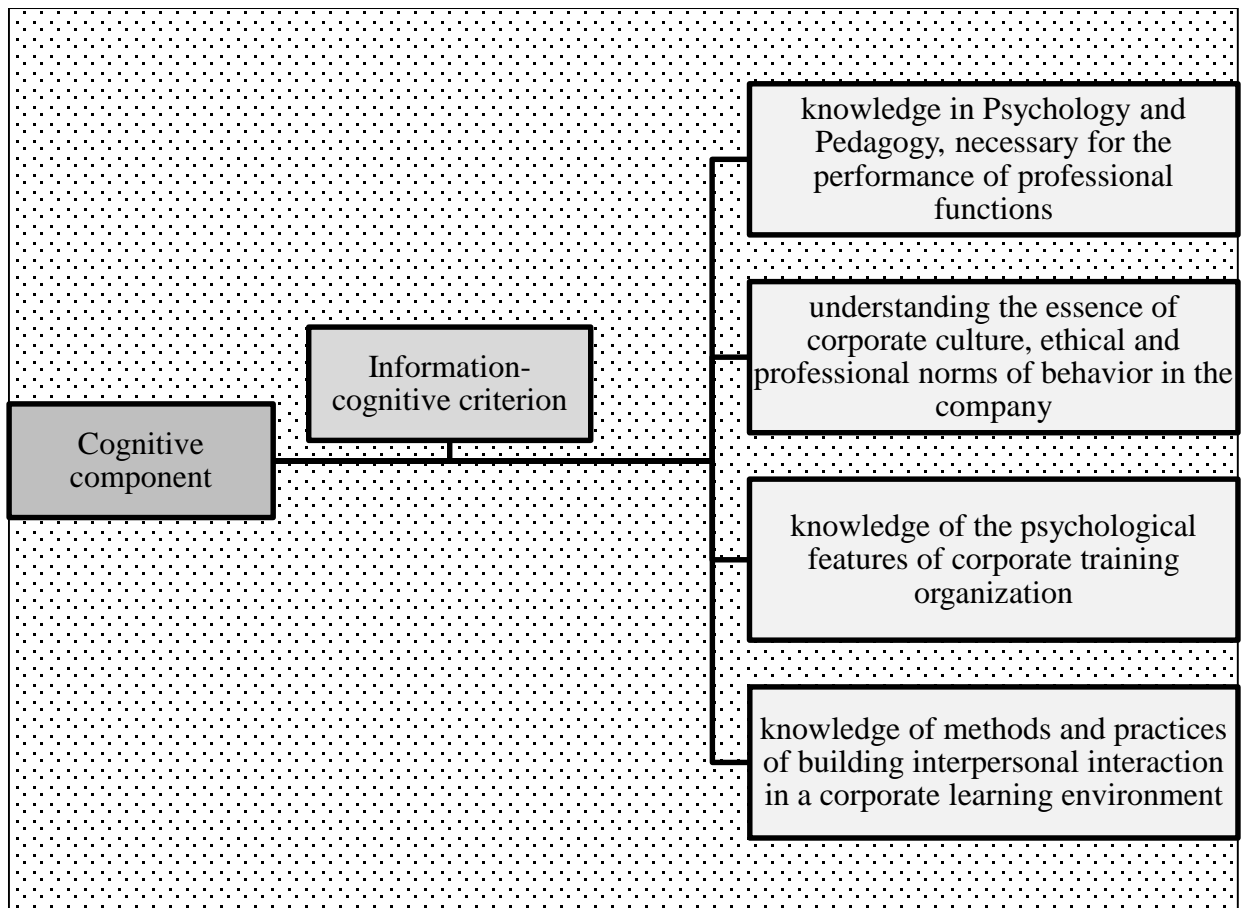 Cognitive
component
Information-
cognitive criterion
knowledge in Psychology and
Pedagogy, necessary for the
performance of professional
functions
understanding the essence of
corporate culture, ethical and
professional norms of behavior in the
company
knowledge of the psychological
features of corporate training
organization
knowledge of methods and practices
of building interpersonal interaction
in a corporate learning environment